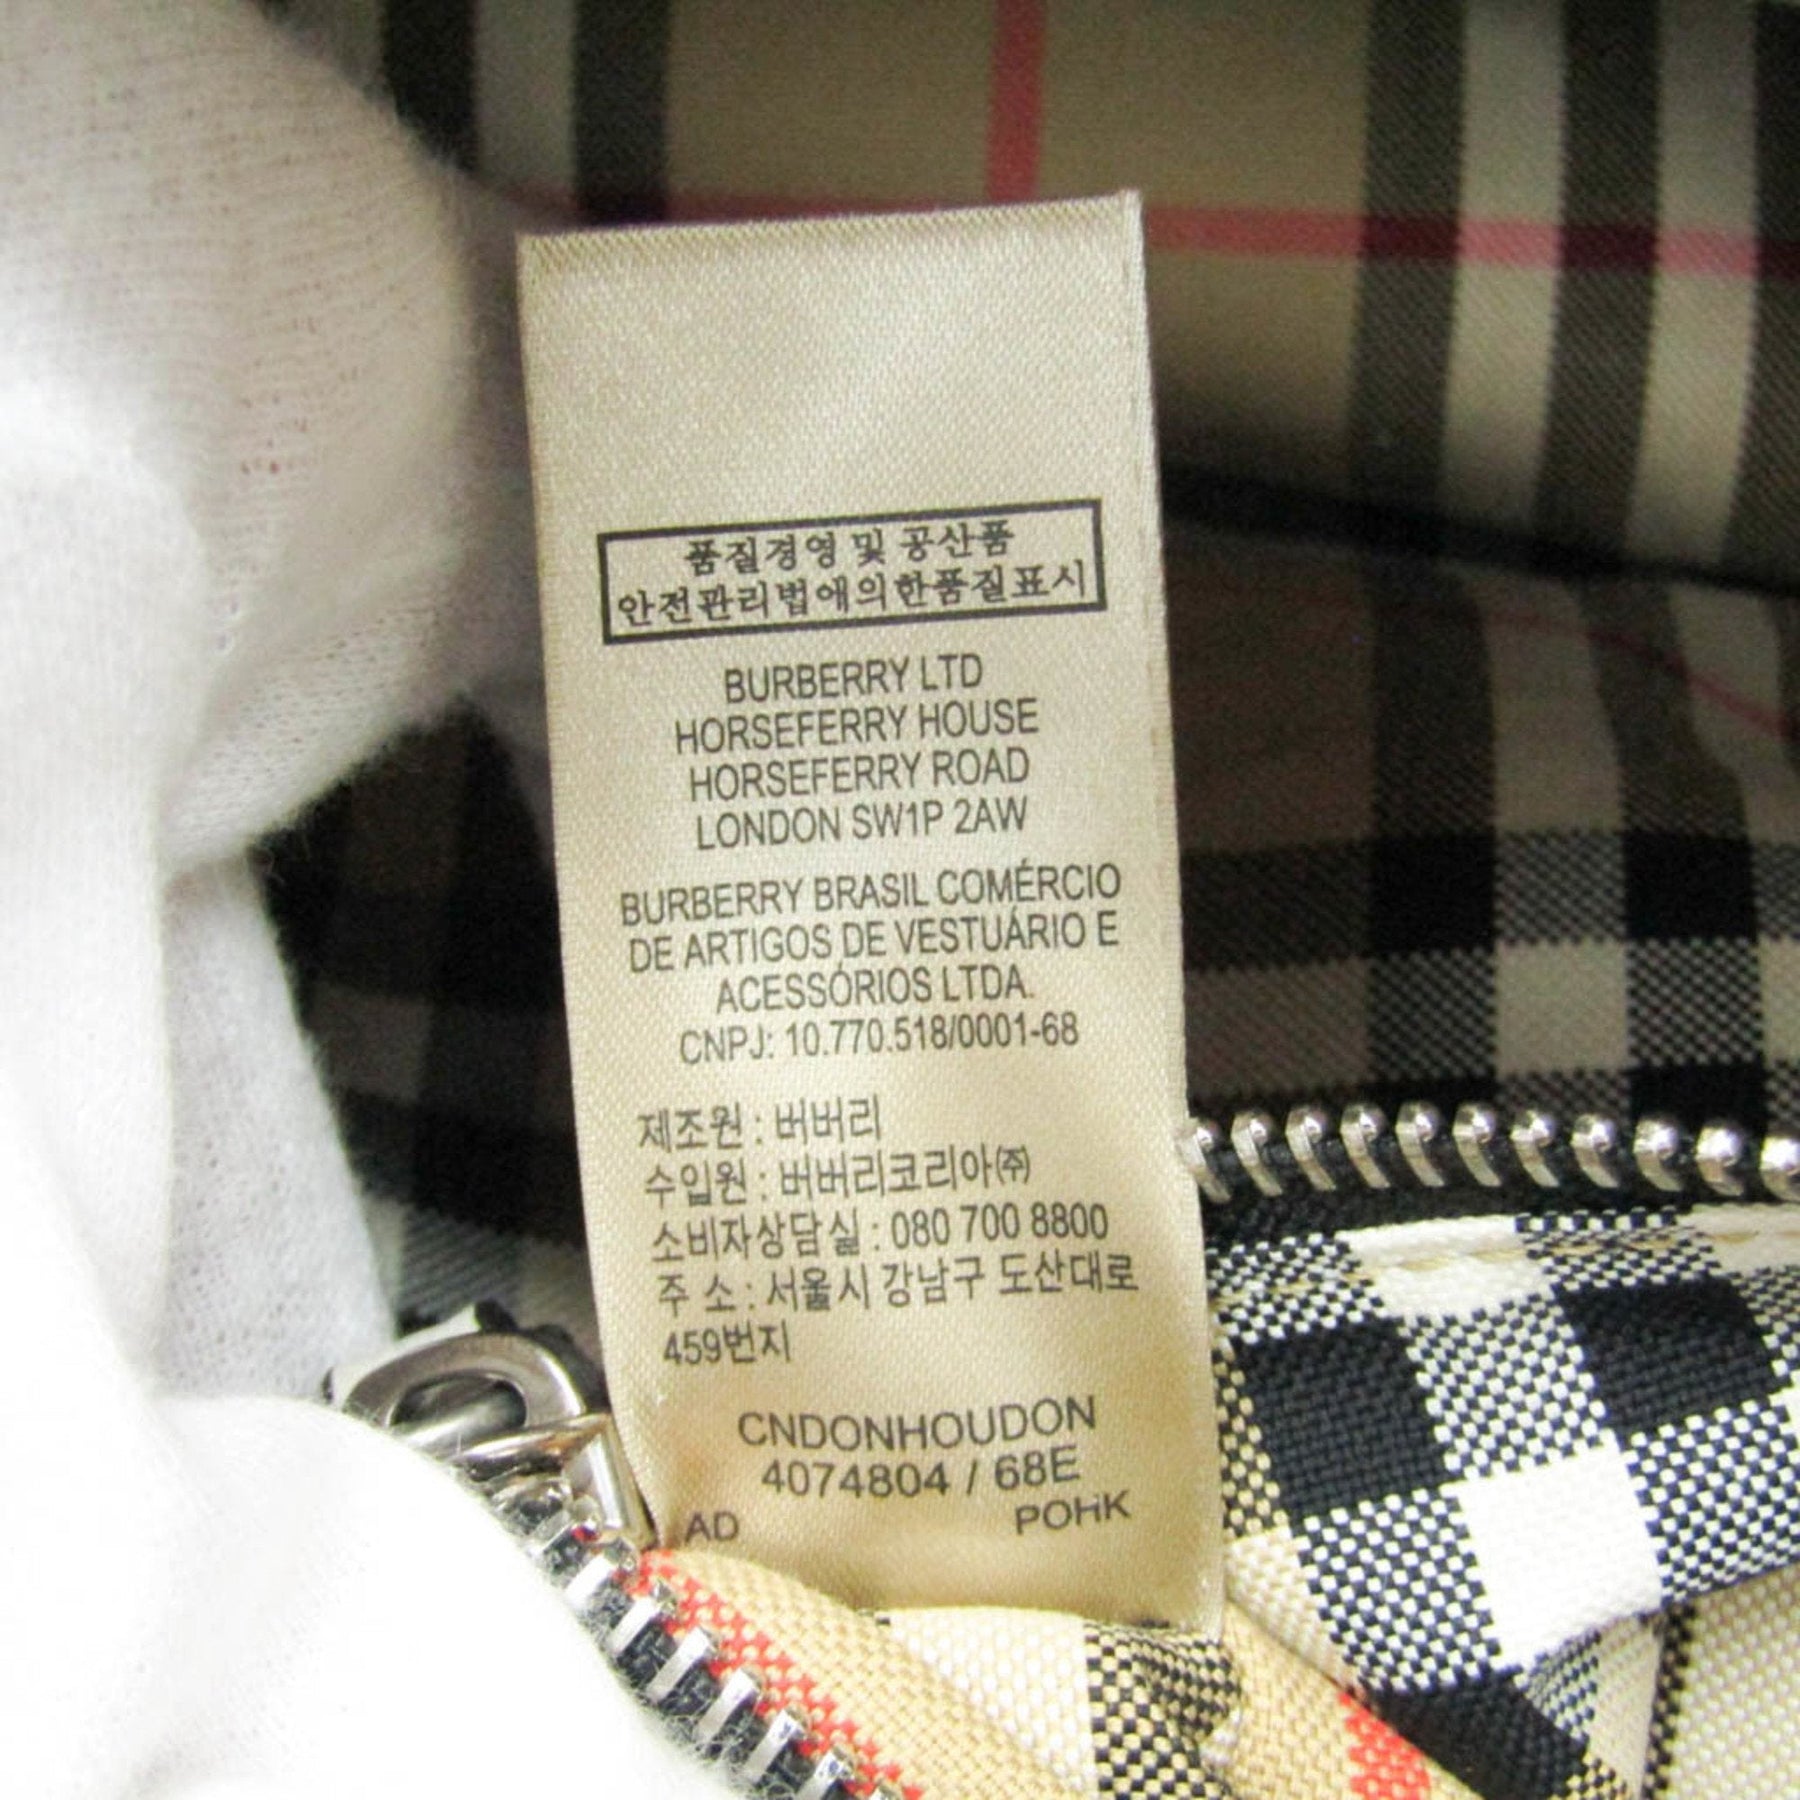 품질경영 및 공산품
안전관리법애의한품질표시
BURBERRY LTD
HORSEFERRY HOUSE
HORSEFERRY ROAD
LONDON SW1P 2AW
BURBERRY BRASIL COMÉRCIO
DE ARTIGOS DE VESTUÁRIO E
ACESSÓRIOS LTDA.
CNPJ: 10.770.518/0001-68
제조원 : 버버리
수입원 : 버버리코리아㈜
소비자상담실 : 080 700 8800
주 소 : 서울시 강남구 도산대로
459번지
CNDONHOUDON
4074804 / 68E
AD POHK